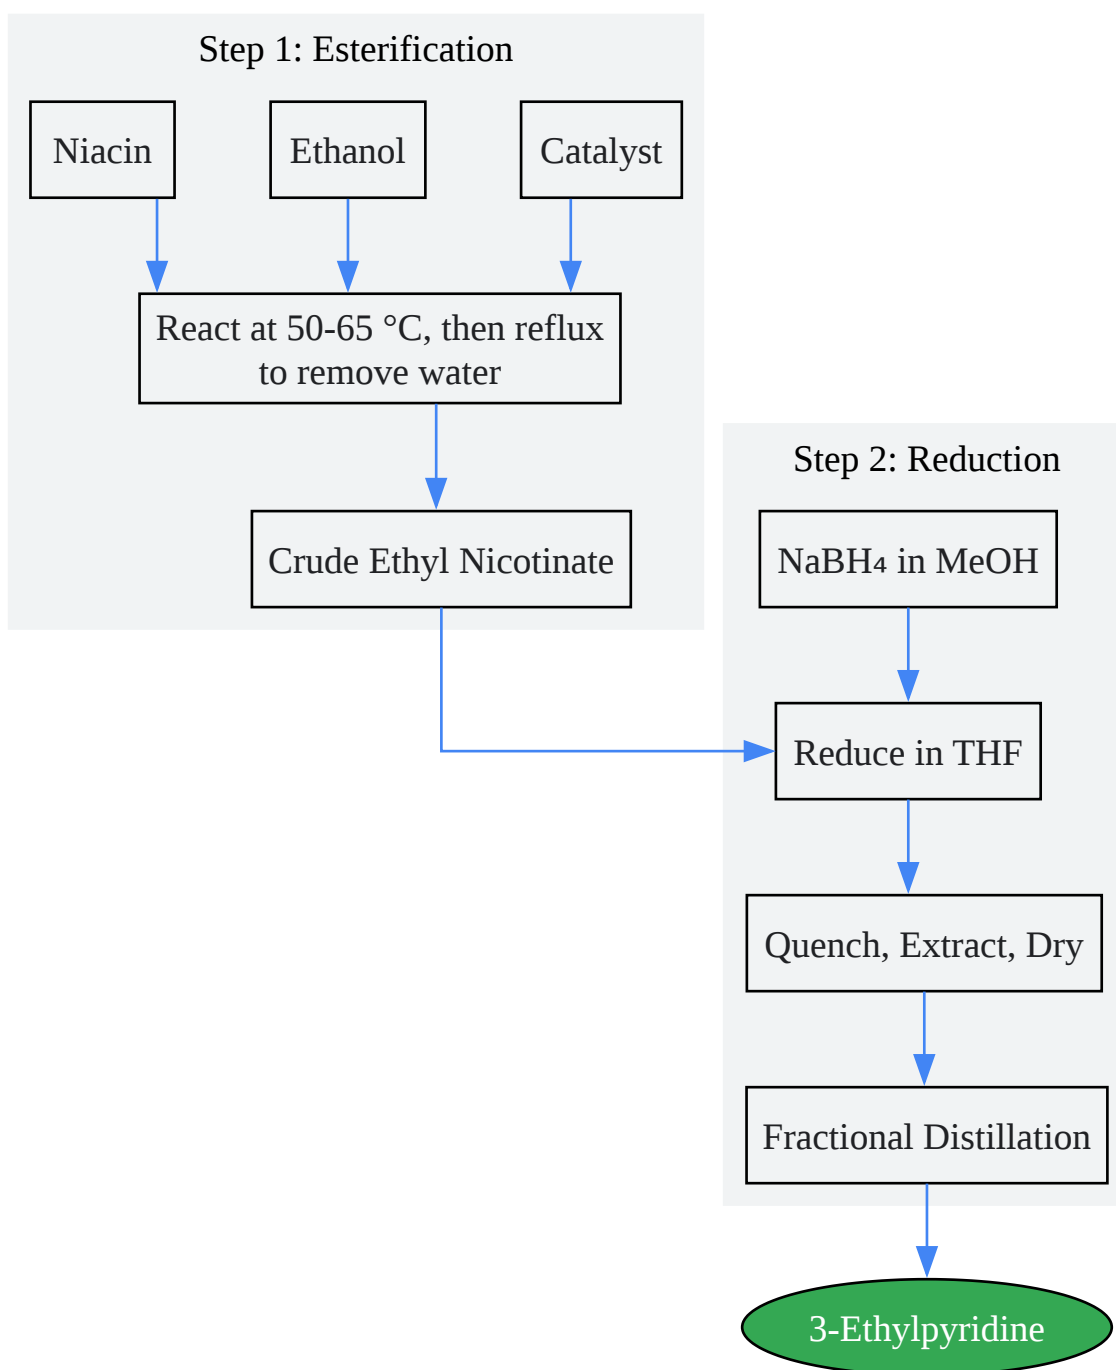 Step 1: Esterification
Niacin
Ethanol
Catalyst
React at 50-65 °C, then reflux
to remove water
Crude Ethyl Nicotinate
Step 2: Reduction
NaBH₄ in MeOH
Reduce in THF
Quench, Extract, Dry
Fractional Distillation
3-Ethylpyridine